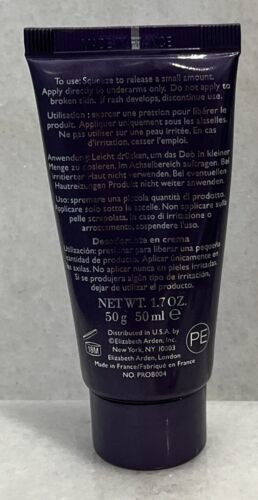 To use: Squeeze to release a small amount.
Apply directly to underarms only. Do not apply to
broken skin. If rash develops, discontinue use.
Utilisation : exercer une pression pour libérer le
produit. Appliquer uniquement sous les aisselles.
Ne pas utiliser sur une peau irritée. En cas
d'irritation, cesser l'emploi.
Anwendung: Leicht drücken, um das Deo in kleiner
Menge zu dosieren. Im Achselbereich auftragen. Bei
irritierter Haut nicht verwenden. Bei eventuellen
Hautreizungen Produkt nicht weiter anwenden.
Uso: spremare una piccola quantità di prodotto.
Applicare solo sotto le ascelle. Non applicare sulla
pelle screpolata. In caso di irritazione o
arrossamento, sospendere l'uso.
Desodorante en crema
Utilización: presionar para liberar una pequeña
cantidad de producto. Aplicar únicamente en
las axilas. No aplicar nunca en pieles irritadas.
Si se produjera algún tipo de irritación,
dejar de utilizar el producto.
NET WT. 1.7 OZ.
50 g 50 ml ℮
18M
Distributed in U.S.A. by
©Elizabeth Arden, Inc.
New York, NY 10003
Elizabeth Arden, London
Made in France/Fabriqué en France
NO. PROB004
PE